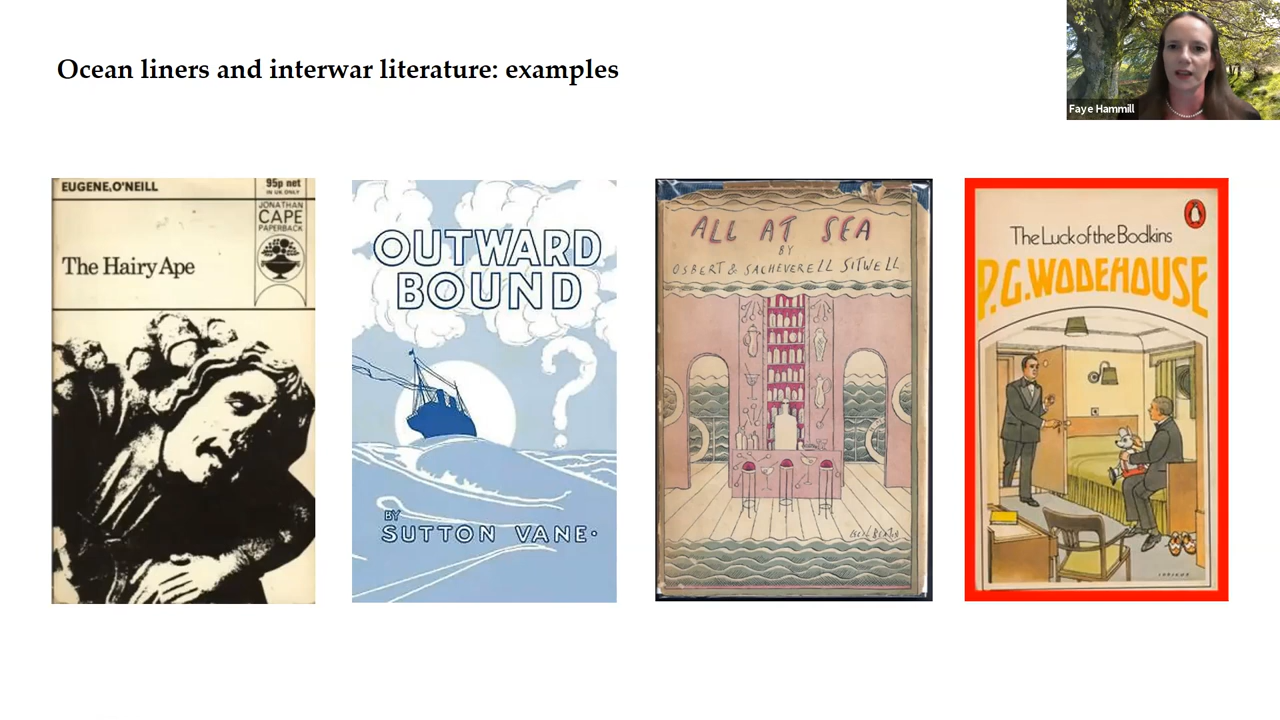 Ocean liners and interwar literature: examples
Faye Hammill
EUGENE,O'NEILL
95p net
IN UK ONLY
JONATHAN
CAPE
PAPERBACK
The Hairy Ape
OUTWARD
BOUND
BY
SUTTON VANE·
ALL AT SEA
BY
OSBERT & SACHEVERELL SITWELL
The Luck of the Bodkins
P.G. WODEHOUSE